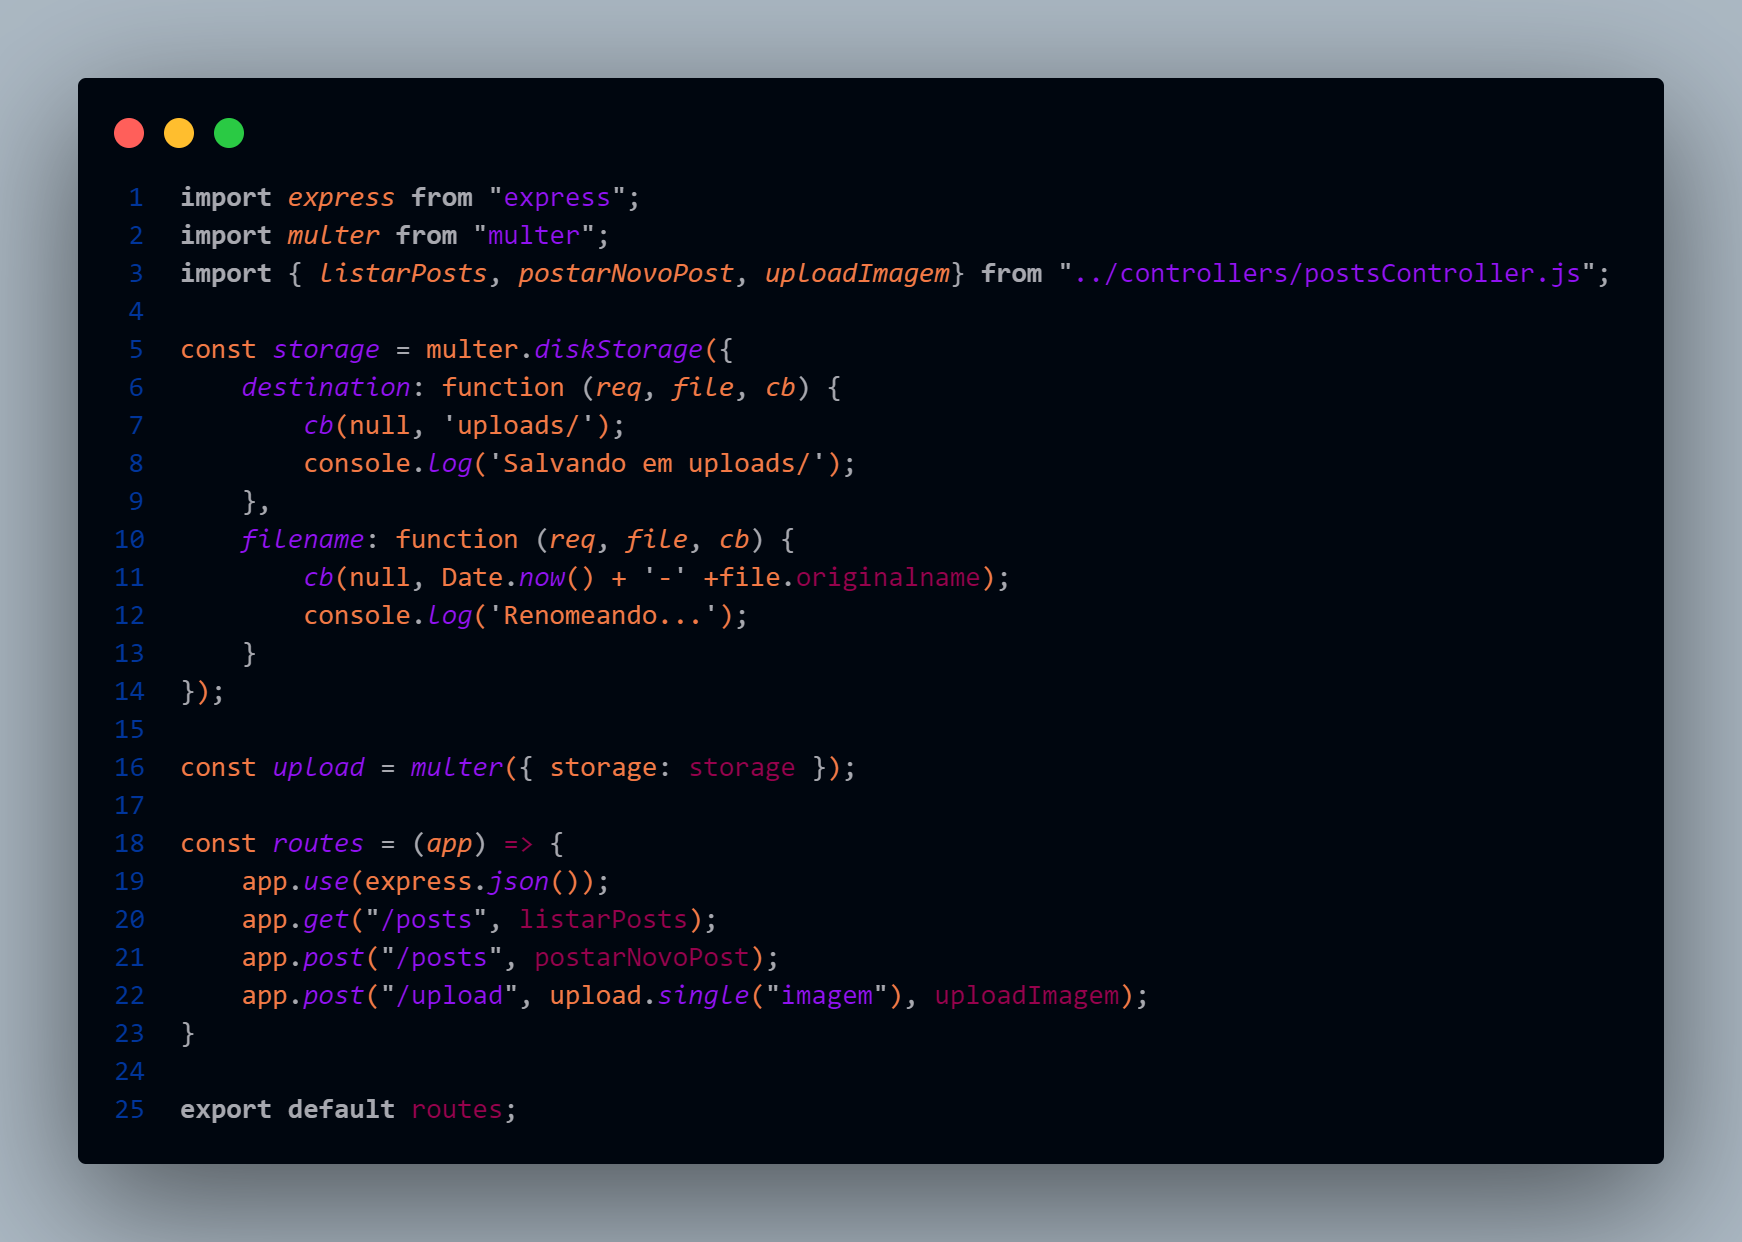 1 import express from "express";
2 import multer from "multer";
3 import { listarPosts, postarNovoPost, uploadImagem} from "../controllers/postsController.js";
4
5 const storage = multer.diskStorage({
6     destination: function (req, file, cb) {
7         cb(null, 'uploads/');
8         console.log('Salvando em uploads/');
9     },
10     filename: function (req, file, cb) {
11         cb(null, Date.now() + '-' +file.originalname);
12         console.log('Renomeando...');
13     }
14 });
15
16 const upload = multer({ storage: storage });
17
18 const routes = (app) => {
19     app.use(express.json());
20     app.get("/posts", listarPosts);
21     app.post("/posts", postarNovoPost);
22     app.post("/upload", upload.single("imagem"), uploadImagem);
23 }
24
25 export default routes;